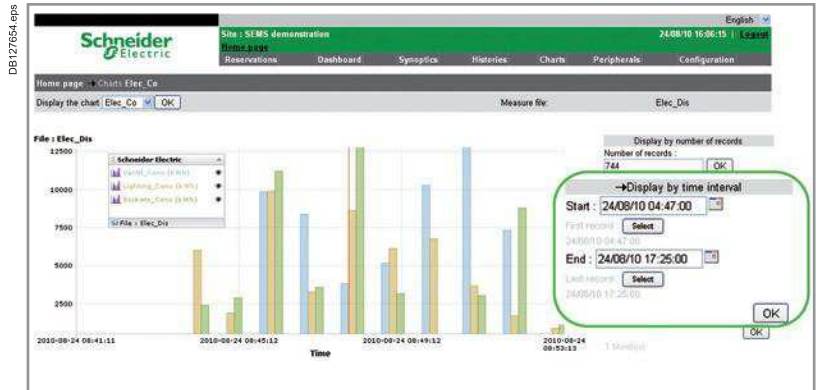 DB127654.eps
English
Schneider Electric
Site : SEMS demonstration
24/08/10 16:06:15 | Logout
Home page
Reservations Dashboard Synoptics Histories Charts Peripherals Configuration
Home page Charts Elec_Co
Display the chart Elec_Co OK Measure file: Elec_Dis
File : Elec_Dis
12500
10000
7500
5000
2500
Schneider Electric
Lighting_Cons (kWh)
File : Elec_Dis
2010-08-24 08:41:11
2010-08-24 08:45:12
2010-08-24 08:49:12
2010-08-24 08:53:13
Time
Display by number of records
Number of records :
744 OK
→Display by time interval
Start : 24/08/10 04:47:00
First record Select
24/08/10 04:47:00
End : 24/08/10 17:25:00
Last record Select
24/08/10 17:25:00
OK
OK